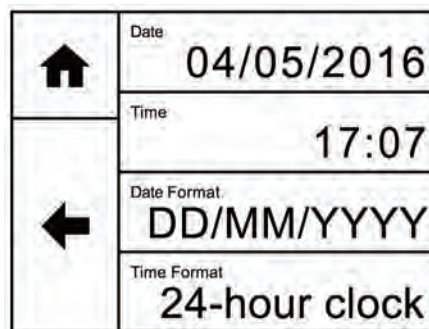 Date
04/05/2016
Time
17:07
Date Format
DD/MM/YYYY
Time Format
24-hour clock